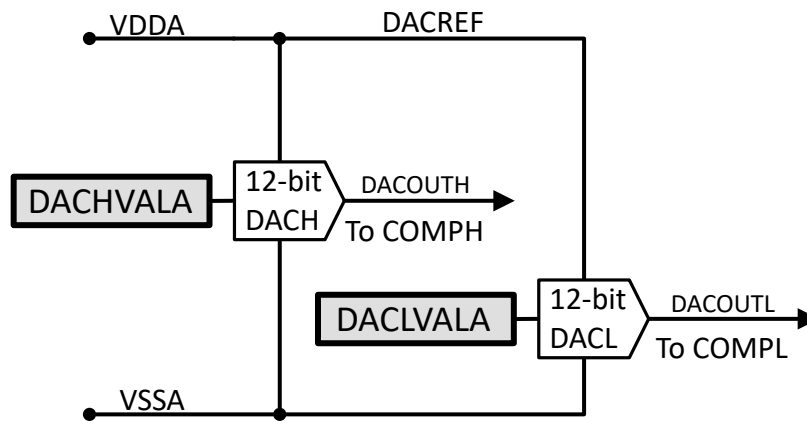 VDDA
DACREF
DACHVALA
12-bit
DACH
DACOUTH
To COMPH
DACLVALA
12-bit
DACL
DACOUTL
To COMPL
VSSA